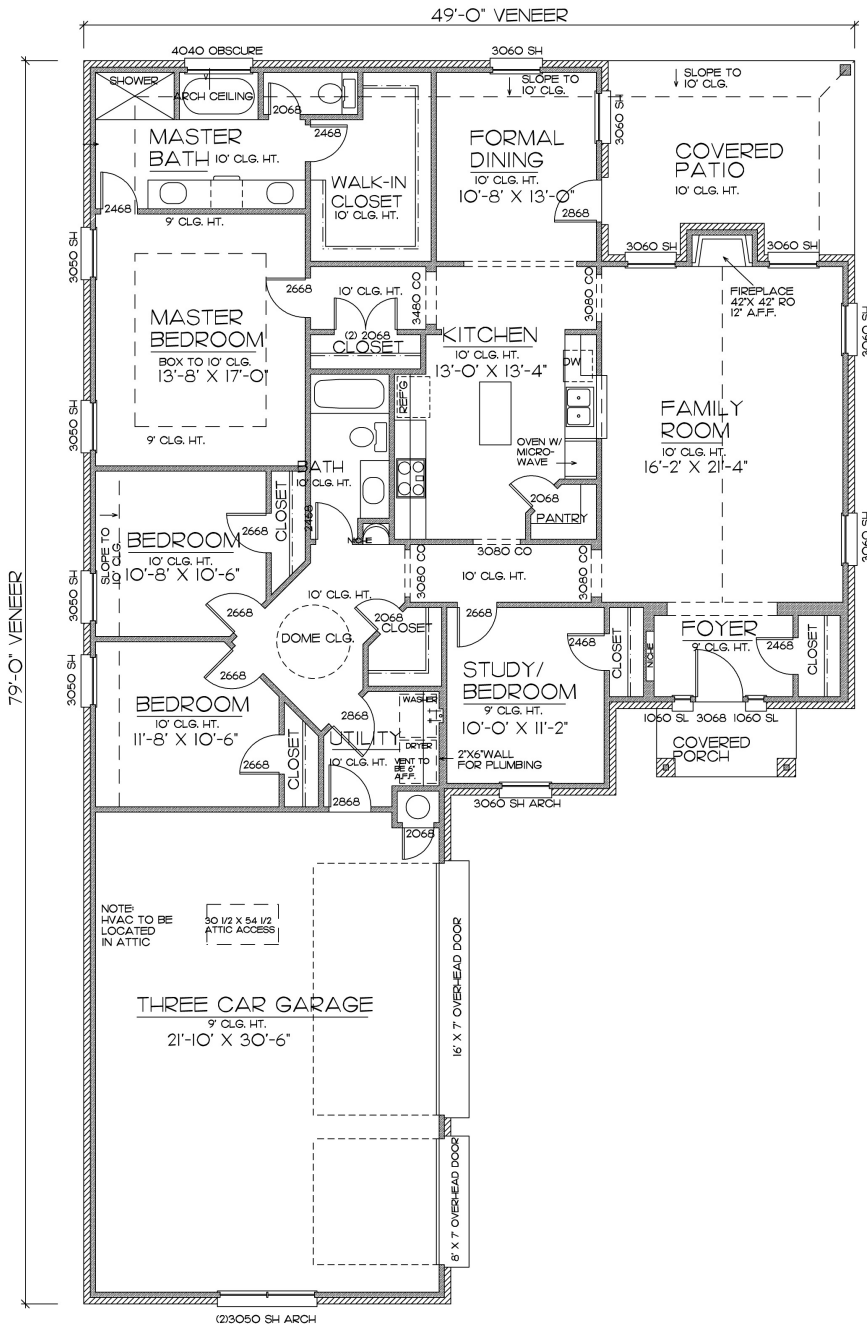 49'-0" VENEER
4040 OBSCURE
3060 SH
SHOWER
ARCH CEILING
2068
SLOPE TO
10' CLG.
SLOPE TO
10' CLG.
2468
MASTER
BATH 10' CLG. HT.
FORMAL
DINING
10' CLG. HT.
10'-8' X 13'-0"
3060 SH
COVERED
PATIO
10' CLG. HT.
WALK-IN
CLOSET
10' CLG. HT.
2468
2868
9' CLG. HT.
3050 SH
3060 SH
3060 SH
2668
10' CLG. HT.
3480 CO
3080 CO
FIREPLACE
42"X 42" RO
12" A.F.F.
MASTER
BEDROOM
BOX TO 10' CLG.
13'-8' X 17'-0"
(2) 2068
CLOSET
KITCHEN
10' CLG. HT.
13'-0' X 13'-4"
3060 SH
DW
REF'G
9' CLG. HT.
3050 SH
FAMILY
ROOM
10' CLG. HT.
16'-2' X 21'-4"
OVEN W/
MICRO-
WAVE
BATH
10' CLG. HT.
2068
PANTRY
CLOSET
2468
NICHE
3060 SH
SLOPE TO
10' CLG.
BEDROOM
10' CLG. HT.
10'-8' X 10'-6"
2668
3080 CO
3080 CO
10' CLG. HT.
3080 CO
3050 SH
10' CLG. HT.
2668
2068
CLOSET
2668
DOME CLG.
79'-0" VENEER
FOYER
9' CLG. HT.
2468
CLOSET
NICHE
2468
CLOSET
3050 SH
2668
STUDY/
BEDROOM
9' CLG. HT.
10'-0' X 11'-2"
BEDROOM
10' CLG. HT.
11'-8' X 10'-6"
WASHER
2868
1060 SL
3068
1060 SL
UTILITY
10' CLG. HT.
DRYER
VENT TO
BE 6"
A.F.F.
2"X6"WALL
FOR PLUMBING
COVERED
PORCH
2668
CLOSET
2868
3060 SH ARCH
2068
NOTE:
HVAC TO BE
LOCATED
IN ATTIC
30 1/2 X 54 1/2
ATTIC ACCESS
THREE CAR GARAGE
9' CLG. HT.
21'-10' X 30'-6"
16' X 7' OVERHEAD DOOR
8' X 7' OVERHEAD DOOR
(2)3050 SH ARCH